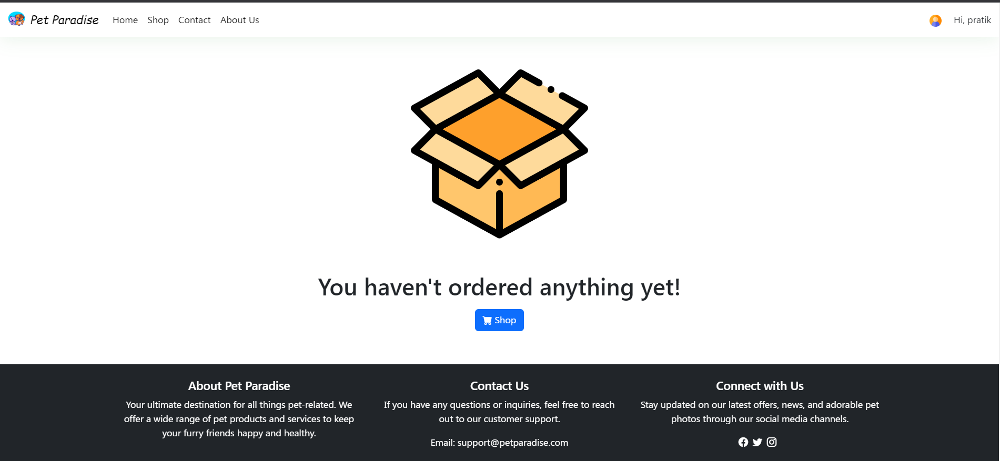 Pet Paradise Home Shop Contact About Us Hi, pratik
You haven't ordered anything yet!
Shop
About Pet Paradise
Your ultimate destination for all things pet-related. We
offer a wide range of pet products and services to keep
your furry friends happy and healthy.
Contact Us
If you have any questions or inquiries, feel free to reach
out to our customer support.
Email: support@petparadise.com
Connect with Us
Stay updated on our latest offers, news, and adorable pet
photos through our social media channels.